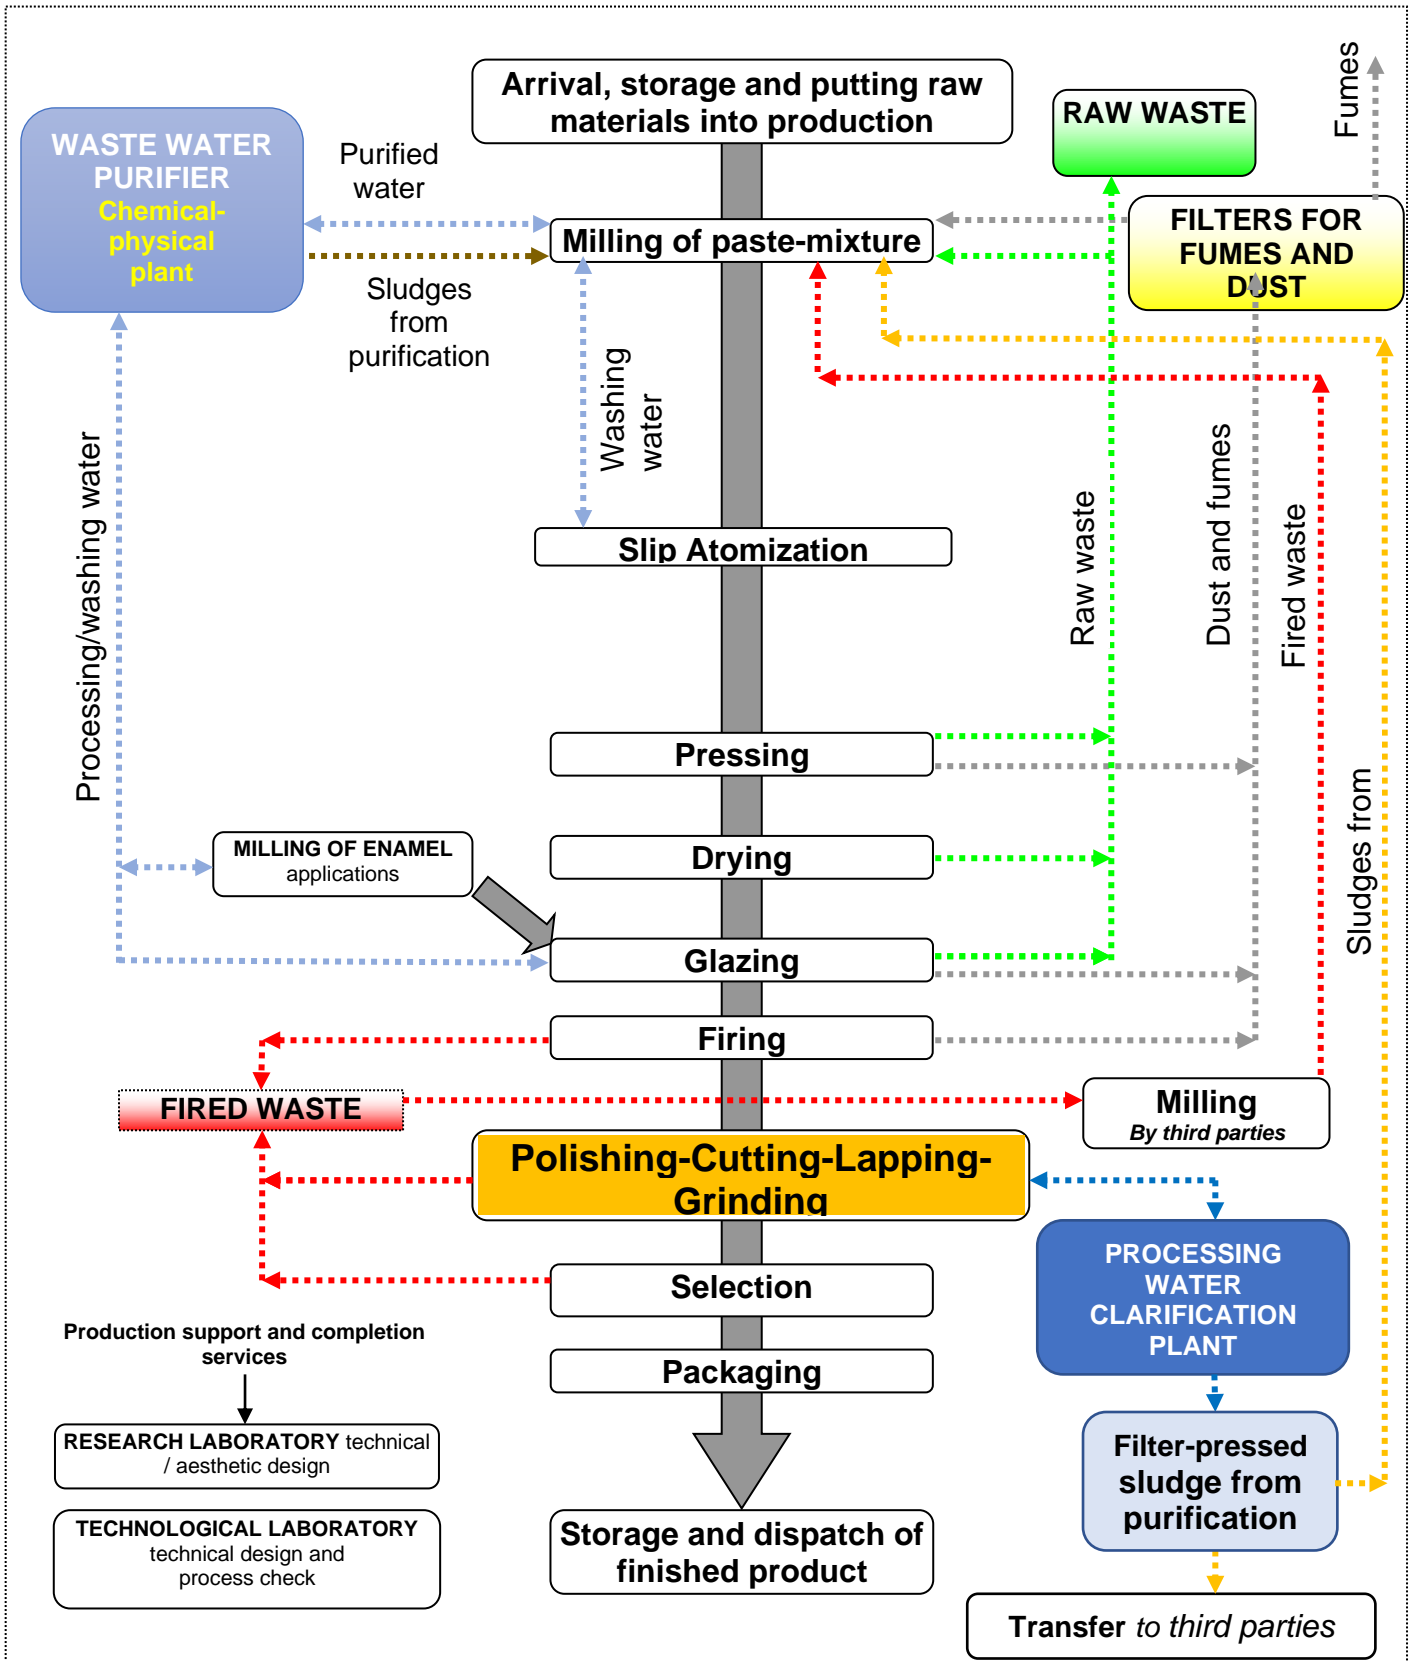 Arrival, storage and putting raw
materials into production
Fumes
RAW WASTE
WASTE WATER
PURIFIER
Chemical-
physical
plant
Purified
water
Milling of paste-mixture
FILTERS FOR
FUMES AND
DUST
Sludges
from
purification
Washing
water
Processing/washing water
Slip Atomization
Raw waste
Dust and fumes
Fired waste
Sludges from
Pressing
MILLING OF ENAMEL
applications
Drying
Glazing
Firing
FIRED WASTE
Milling
By third parties
Polishing-Cutting-Lapping-
Grinding
PROCESSING
WATER
CLARIFICATION
PLANT
Selection
Production support and completion
services
Packaging
RESEARCH LABORATORY technical
/ aesthetic design
Filter-pressed
sludge from
purification
TECHNOLOGICAL LABORATORY
technical design and
process check
Storage and dispatch of
finished product
Transfer to third parties